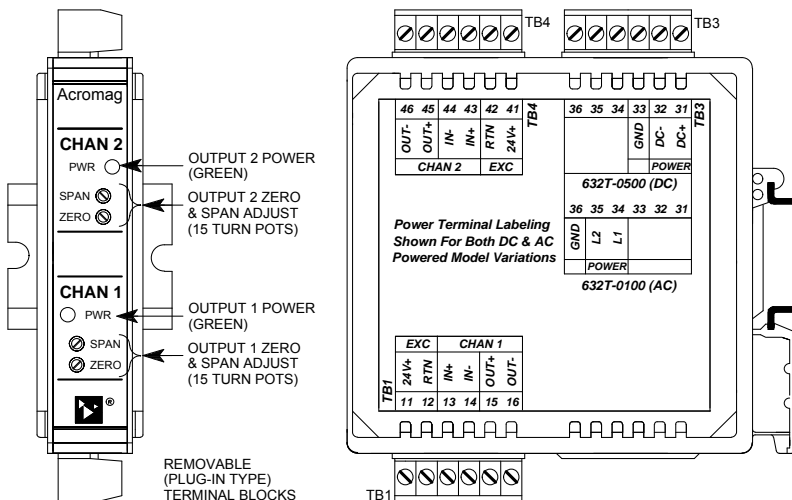 TB4
TB3
Acromag
CHAN 2
PWR
SPAN
ZERO
OUTPUT 2 POWER
(GREEN)
OUTPUT 2 ZERO
& SPAN ADJUST
(15 TURN POTS)
CHAN 1
PWR
SPAN
ZERO
®
OUTPUT 1 POWER
(GREEN)
OUTPUT 1 ZERO
& SPAN ADJUST
(15 TURN POTS)
REMOVABLE
(PLUG-IN TYPE)
TERMINAL BLOCKS
46 45 44 43 42 41
OUT- OUT+ IN- IN+ RTN 24V+
CHAN 2 EXC
TB4
36 35 34 33 32 31
GND DC- DC+
POWER
TB3
632T-0500 (DC)
36 35 34 33 32 31
GND L2 L1
POWER
632T-0100 (AC)
Power Terminal Labeling
Shown For Both DC & AC
Powered Model Variations
EXC CHAN 1
24V+ RTN IN+ IN- OUT+ OUT-
11 12 13 14 15 16
TB1
TB1